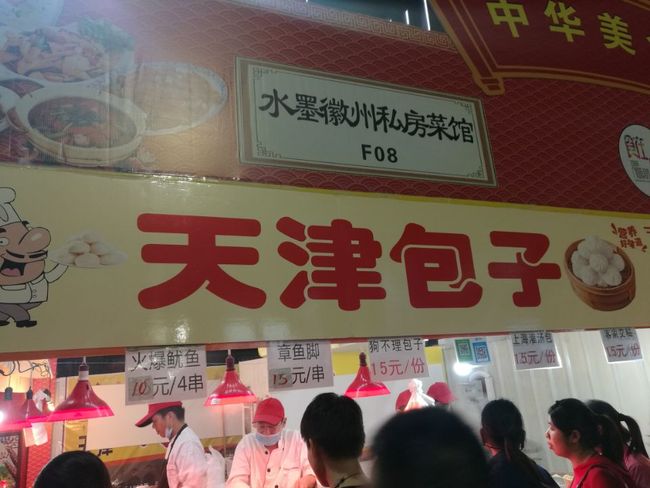 中华美
水墨徽州私房菜馆
F08
食在
天津包子
火爆鱿鱼
10元/4串
章鱼脚
15元/串
狗不理包子
15元/份
上海灌汤包
15元/份
15元/份